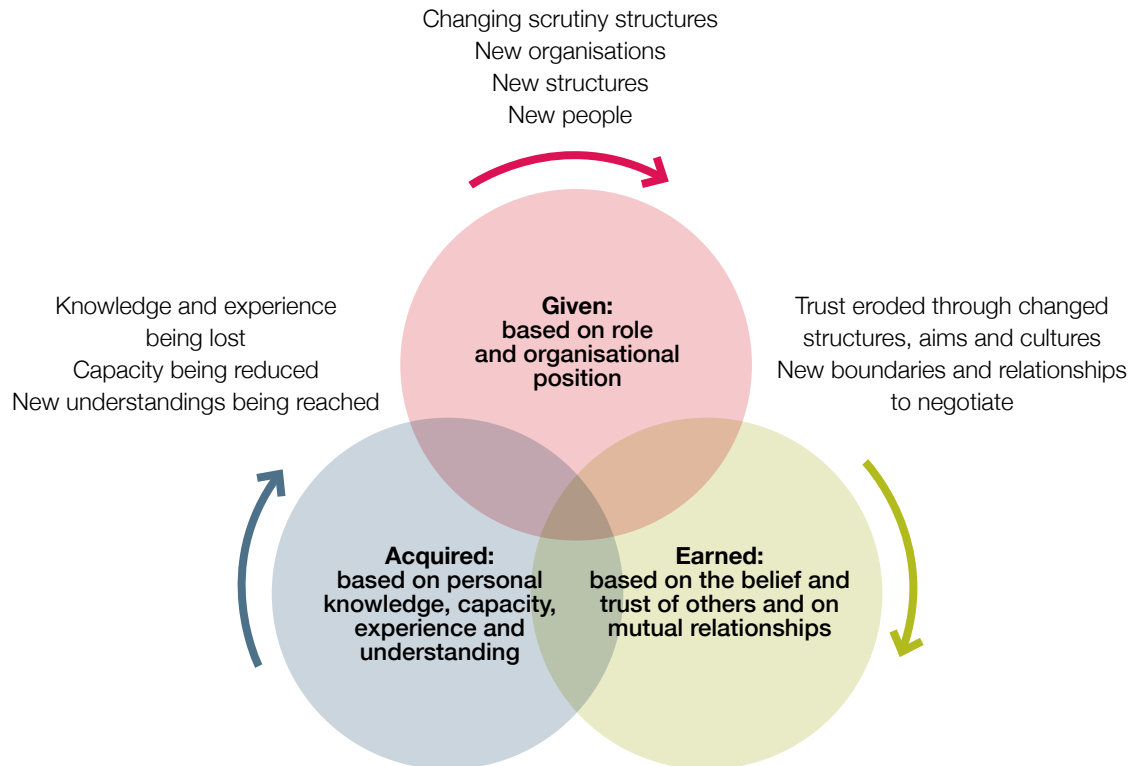 Changing scrutiny structures
New organisations
New structures
New people
Knowledge and experience
being lost
Capacity being reduced
New understandings being reached
Given:
based on role
and organisational
position
Trust eroded through changed
structures, aims and cultures
New boundaries and relationships
to negotiate
Acquired:
based on personal
knowledge, capacity,
experience and
understanding
Earned:
based on the belief and
trust of others and on
mutual relationships